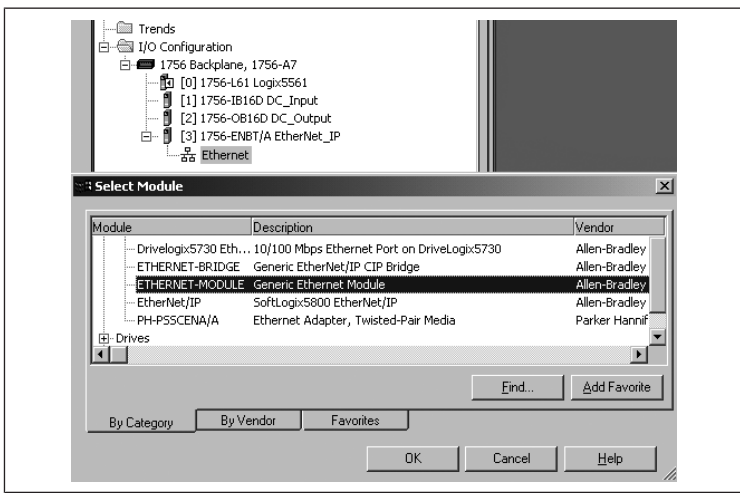 Trends
I/O Configuration
1756 Backplane, 1756-A7
[0] 1756-L61 Logix5561
[1] 1756-IB16D DC_Input
[2] 1756-OB16D DC_Output
[3] 1756-ENBT/A EtherNet_IP
Ethernet
Select Module
Module Description Vendor
Drivelogix5730 Eth... 10/100 Mbps Ethernet Port on DriveLogix5730 Allen-Bradley
ETHERNET-BRIDGE Generic EtherNet/IP CIP Bridge Allen-Bradley
ETHERNET-MODULE Generic Ethernet Module Allen-Bradley
EtherNet/IP SoftLogix5800 EtherNet/IP Allen-Bradley
PH-PSSCENA/A Ethernet Adapter, Twisted-Pair Media Parker Hannif
Drives
Find... Add Favorite
By Category By Vendor Favorites
OK Cancel Help